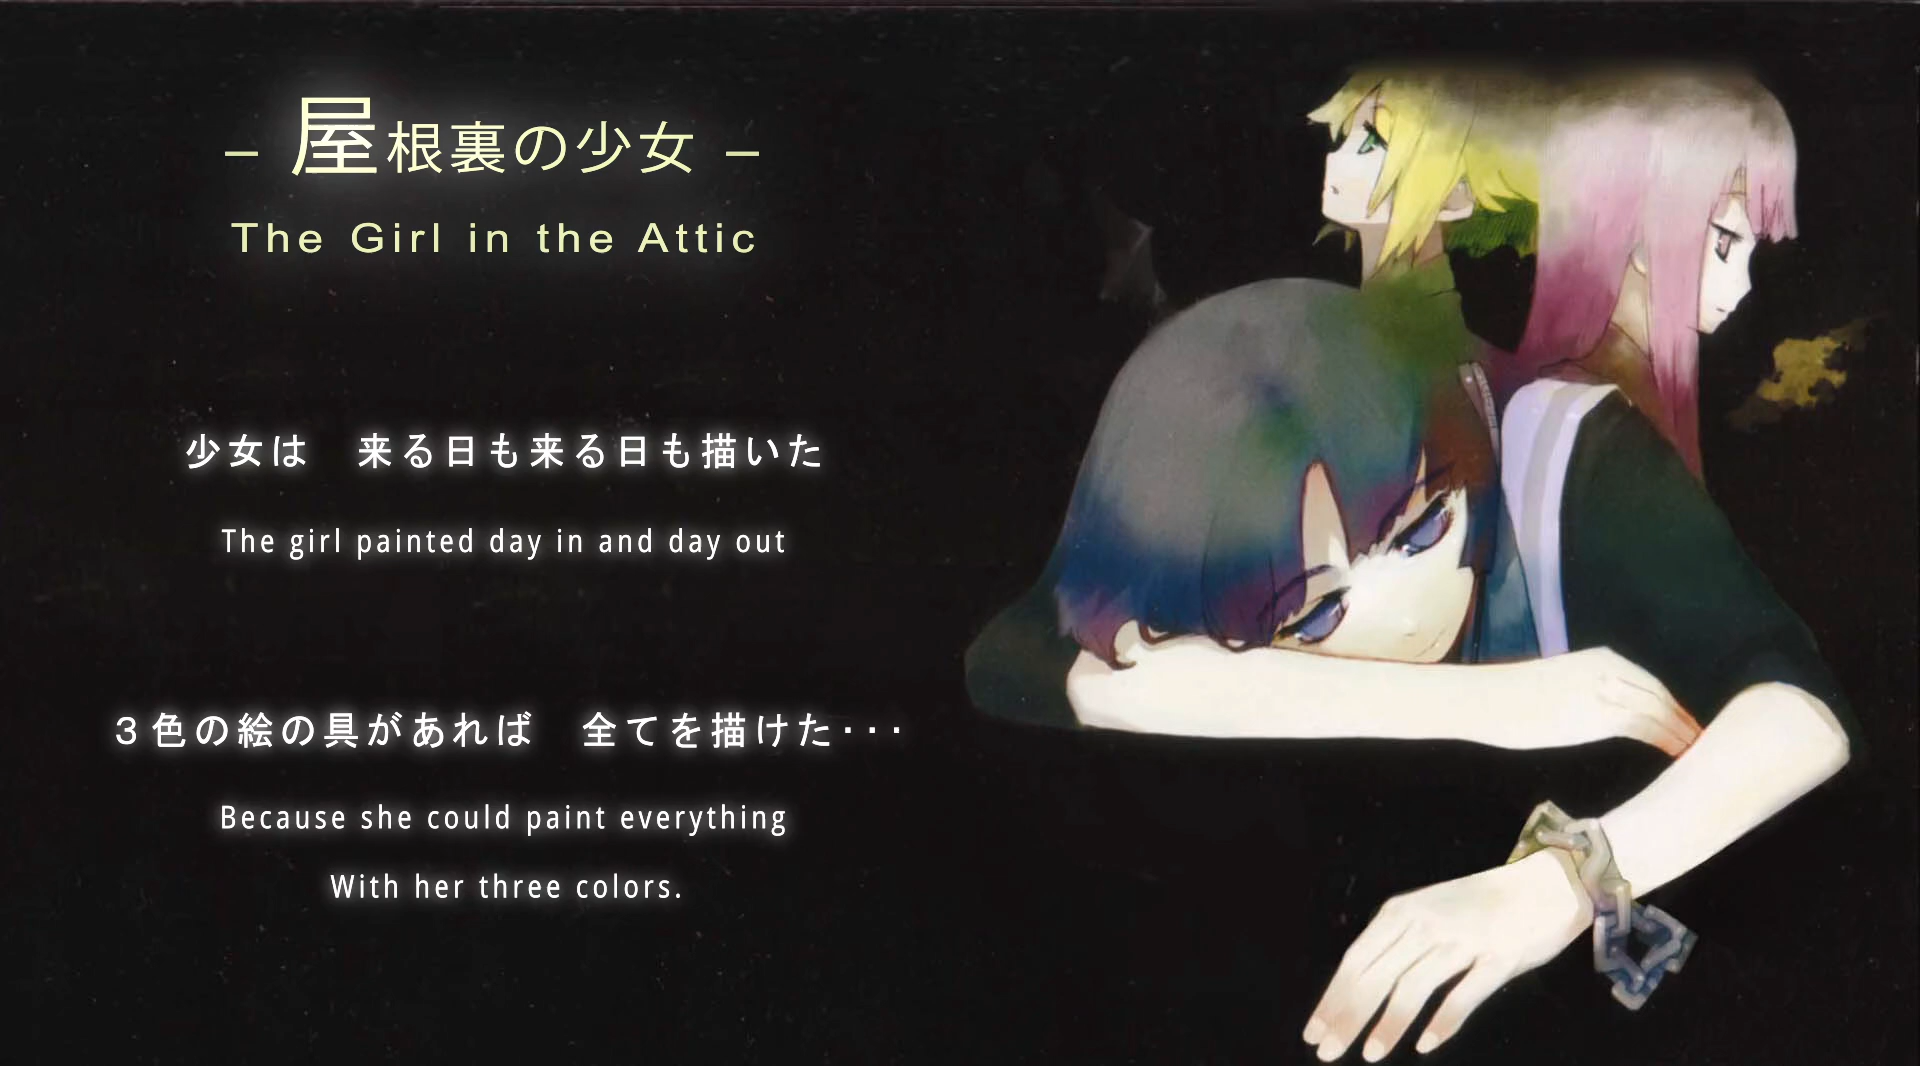 – 屋根裏の少女 –
The Girl in the Attic
少女は　来る日も来る日も描いた
The girl painted day in and day out
３色の絵の具があれば　全てを描けた・・・
Because she could paint everything
With her three colors.